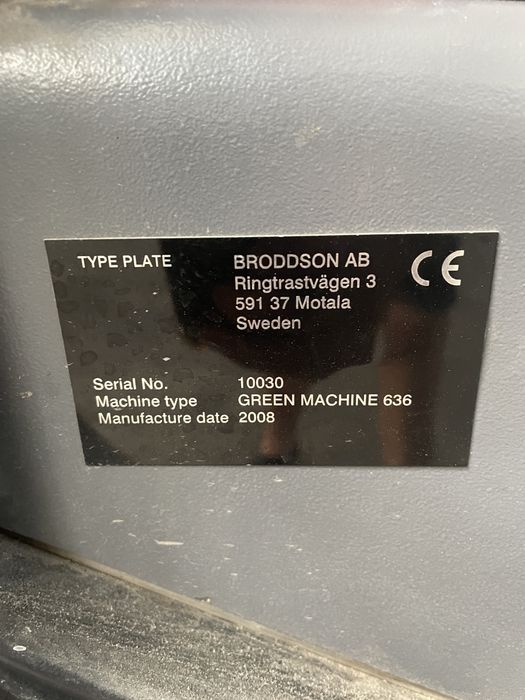 TYPE PLATE BRODDSON AB CE
Ringtrastvägen 3
591 37 Motala
Sweden
Serial No. 10030
Machine type GREEN MACHINE 636
Manufacture date 2008